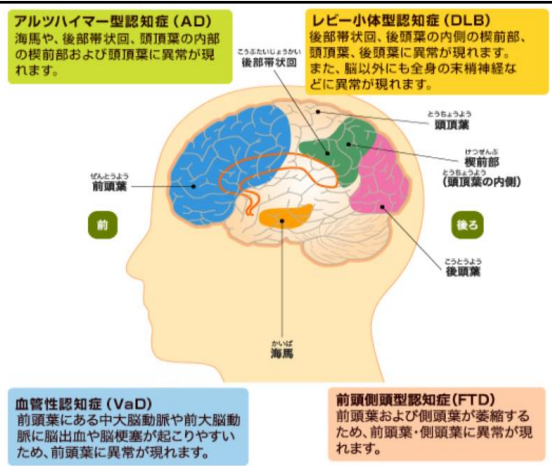 アルツハイマー型認知症(AD)
海馬や、後部帯状回、頭頂葉の内部
の楔前部および頭頂葉に異常が現
れます。
レビー小体型認知症(DLB)
後部帯状回、後頭葉の内側の楔前部、
頭頂葉、後頭葉に異常が現れます。
また、脳以外にも全身の末梢神経な
どに異常が現れます。
こうぶたいじょうかい
後部帯状回
とうちょうよう
頭頂葉
けつぜんぶ
楔前部
とうちょうよう
(頭頂葉の内側)
ぜんとうよう
前頭葉
前
後ろ
こうとうよう
後頭葉
かいば
海馬
血管性認知症(VaD)
前頭葉にある中大脳動脈や前大脳動
脈に脳出血や脳梗塞が起こりやすい
ため、前頭葉に異常が現れます。
前頭側頭型認知症(FTD)
前頭葉および側頭葉が萎縮する
ため、前頭葉・側頭葉に異常が現
れます。